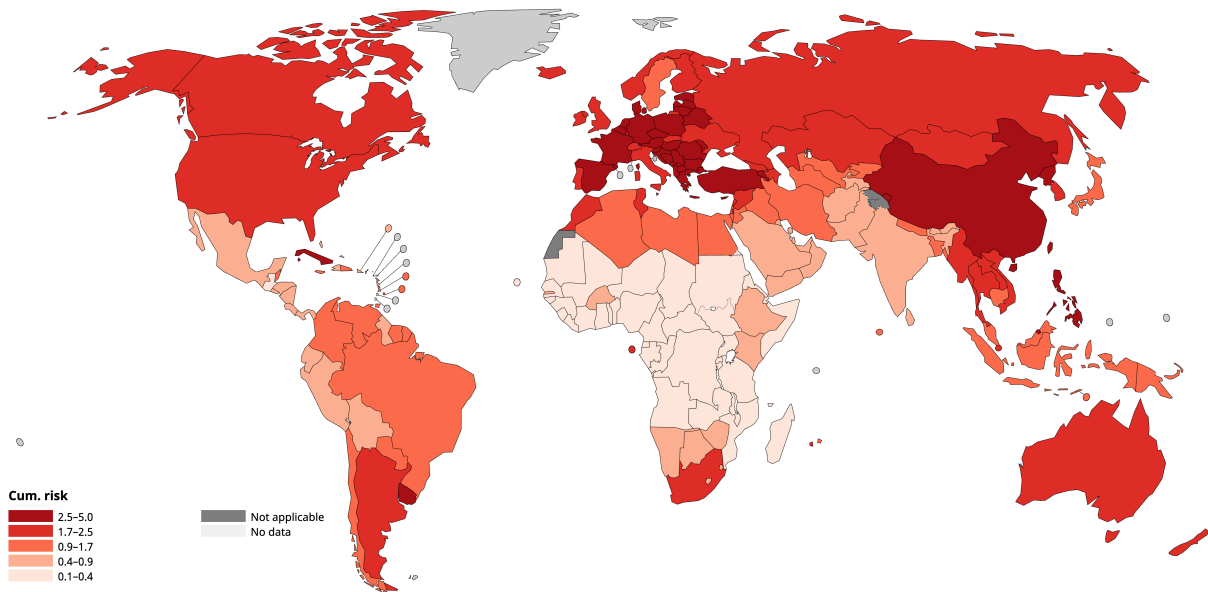 Cum. risk
2.5–5.0
1.7–2.5
0.9–1.7
0.4–0.9
0.1–0.4
Not applicable
No data